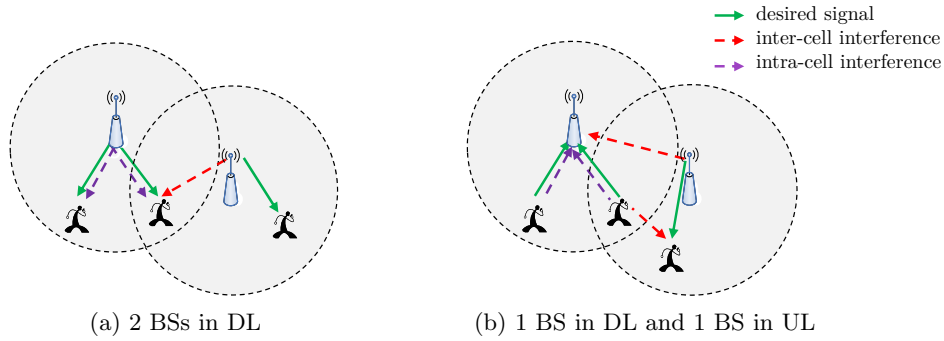 desired signal
inter-cell interference
intra-cell interference
(a) 2 BSs in DL
(b) 1 BS in DL and 1 BS in UL